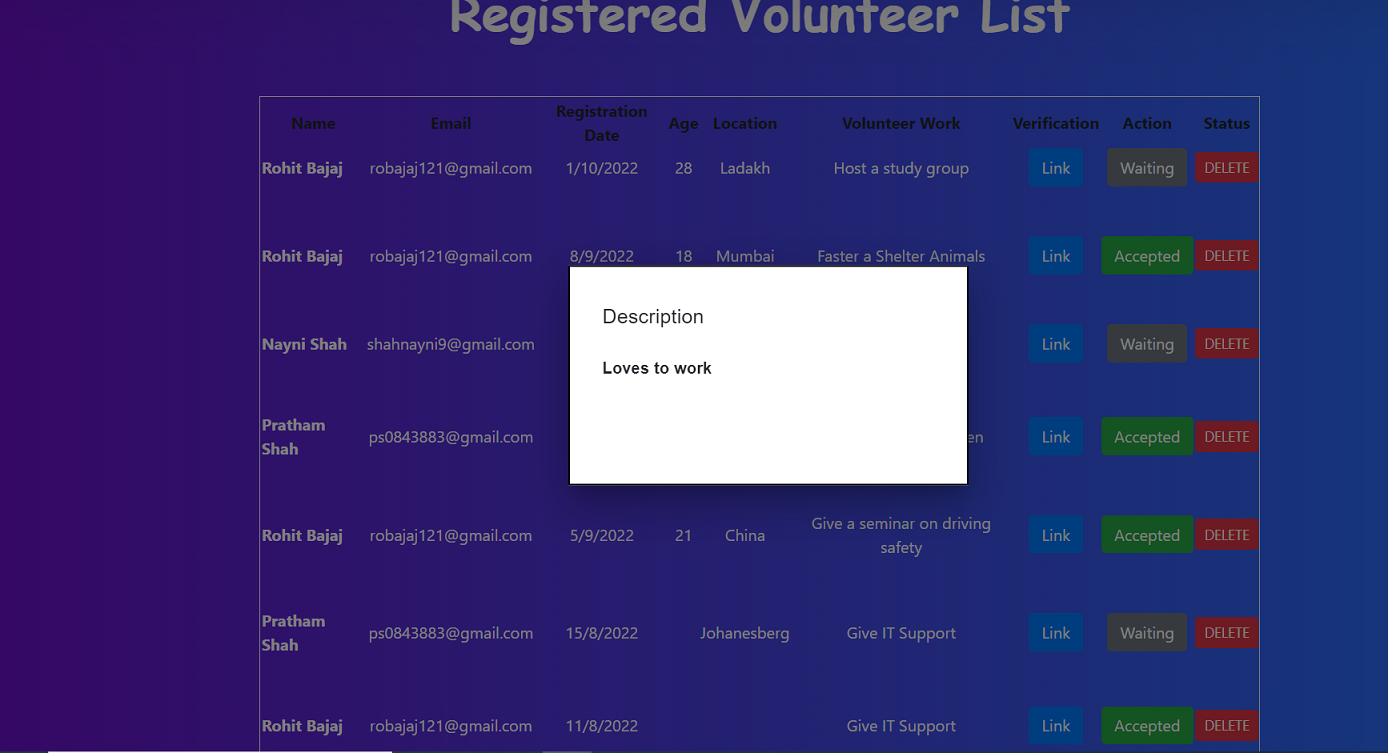 Registered Volunteer List
Name Email Registration Date Age Location Volunteer Work Verification Action Status
Rohit Bajaj robajaj121@gmail.com 1/10/2022 28 Ladakh Host a study group Link Waiting DELETE
Rohit Bajaj robajaj121@gmail.com 8/9/2022 18 Mumbai Faster a Shelter Animals Link Accepted DELETE
Description
Loves to work
Nayni Shah shahnayni9@gmail.com Link Waiting DELETE
Pratham Shah ps0843883@gmail.com en Link Accepted DELETE
Rohit Bajaj robajaj121@gmail.com 5/9/2022 21 China Give a seminar on driving safety Link Accepted DELETE
Pratham Shah ps0843883@gmail.com 15/8/2022 Johanesberg Give IT Support Link Waiting DELETE
Rohit Bajaj robajaj121@gmail.com 11/8/2022 Give IT Support Link Accepted DELETE